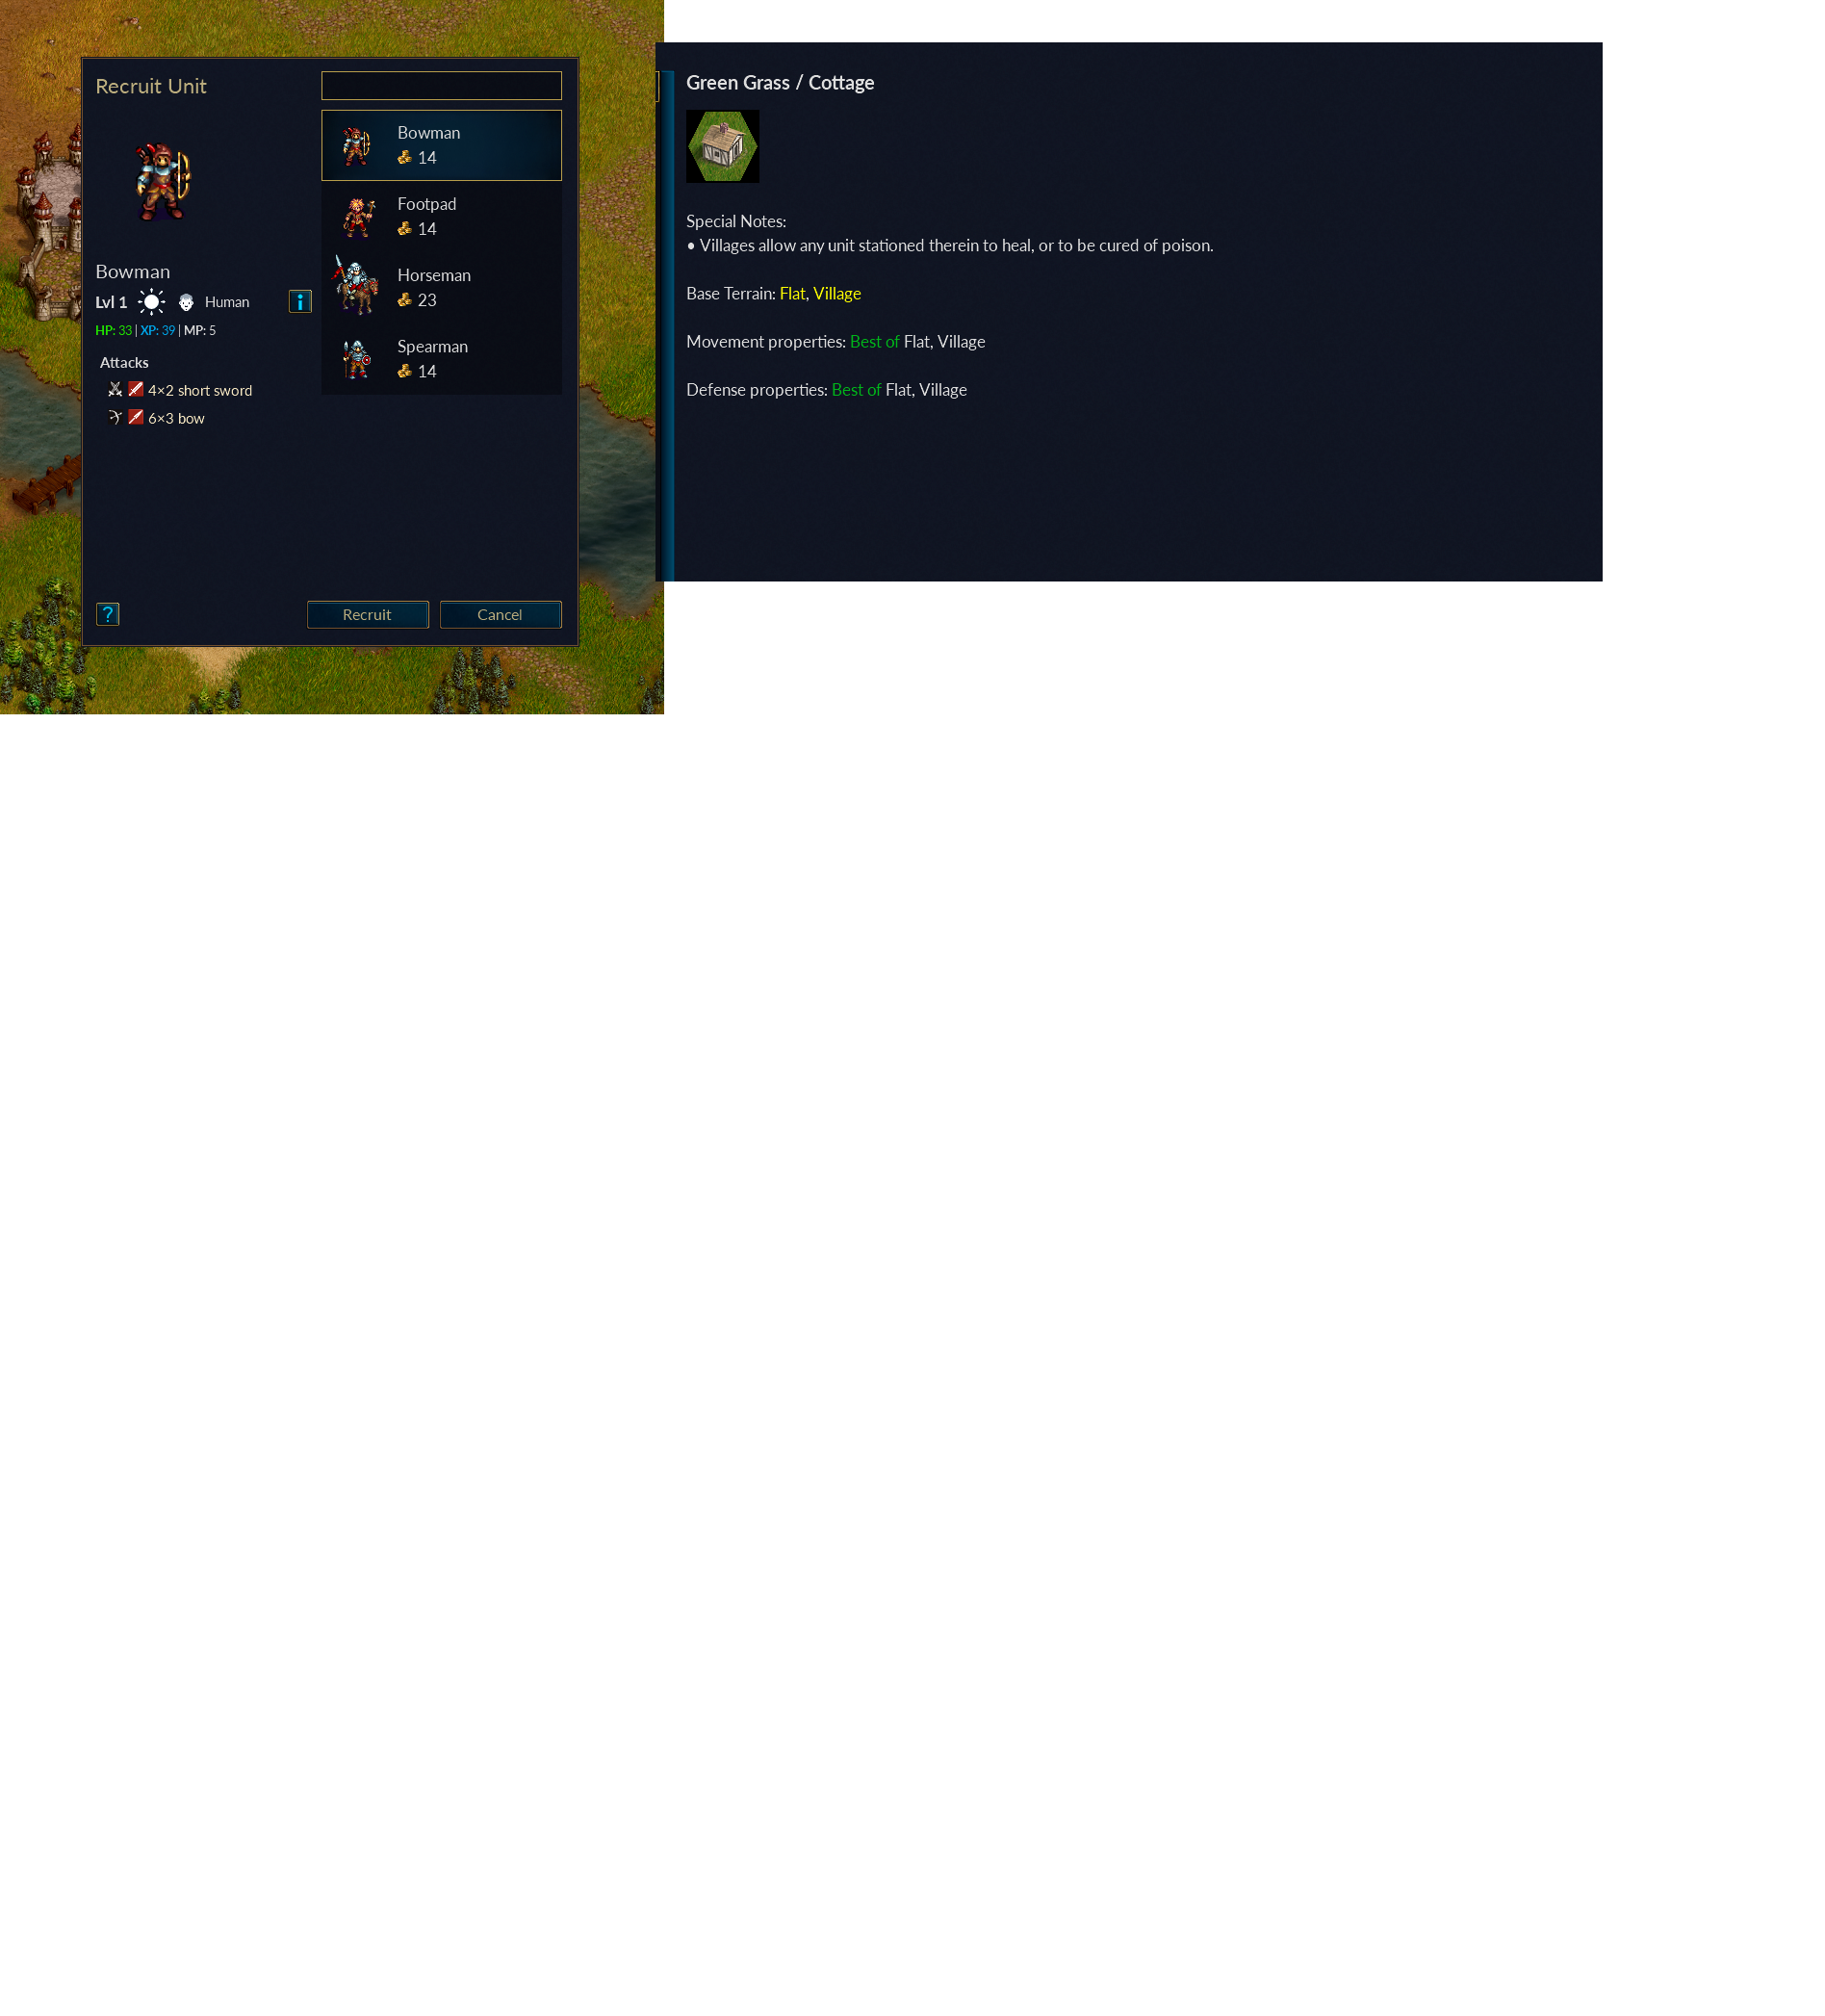 Recruit Unit
Bowman
Lvl 1 Human
HP: 33 | XP: 39 | MP: 5
Attacks
4×2 short sword
6×3 bow
Bowman
14
Footpad
14
Horseman
23
Spearman
14
?
Recruit
Cancel
Green Grass / Cottage
Special Notes:
• Villages allow any unit stationed therein to heal, or to be cured of poison.
Base Terrain: Flat, Village
Movement properties: Best of Flat, Village
Defense properties: Best of Flat, Village